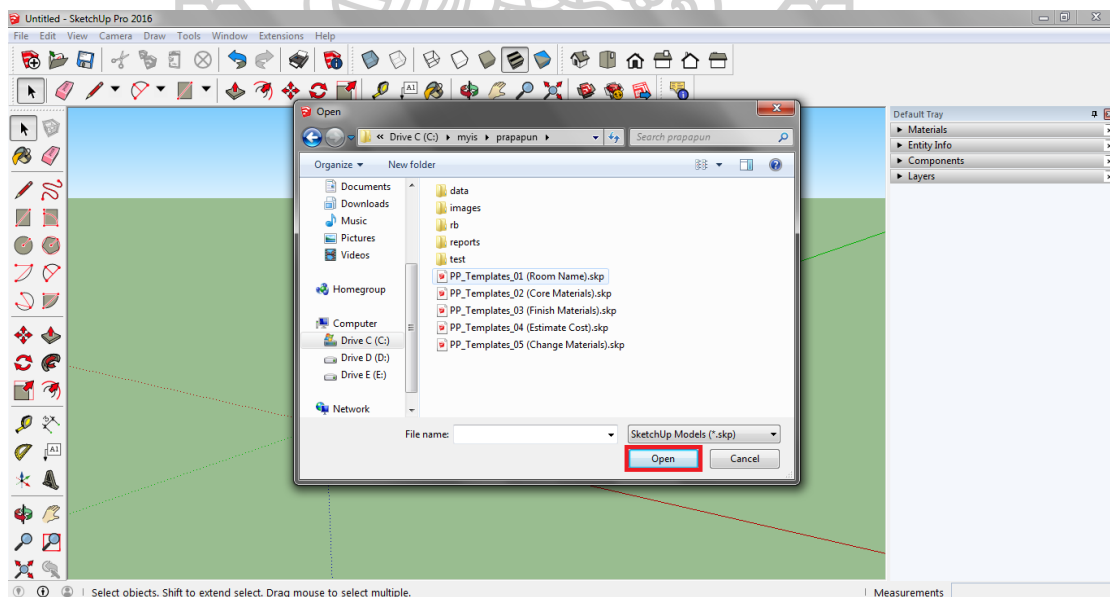 Untitled - SketchUp Pro 2016
File Edit View Camera Draw Tools Window Extensions Help
A1
Open
Default Tray
« Drive C (C:) ▸ myis ▸ prapapun ▸
Search prapapun
Materials
Entity Info
Components
Layers
Organize
New folder
Documents
Downloads
Music
Pictures
Videos
Homegroup
Computer
Drive C (C:)
Drive D (D:)
Drive E (E:)
Network
data
images
rb
reports
test
PP_Templates_01 (Room Name).skp
PP_Templates_02 (Core Materials).skp
PP_Templates_03 (Finish Materials).skp
PP_Templates_04 (Estimate Cost).skp
PP_Templates_05 (Change Materials).skp
File name:
SketchUp Models (*.skp)
Open
Cancel
A1
Select objects. Shift to extend select. Drag mouse to select multiple.
Measurements